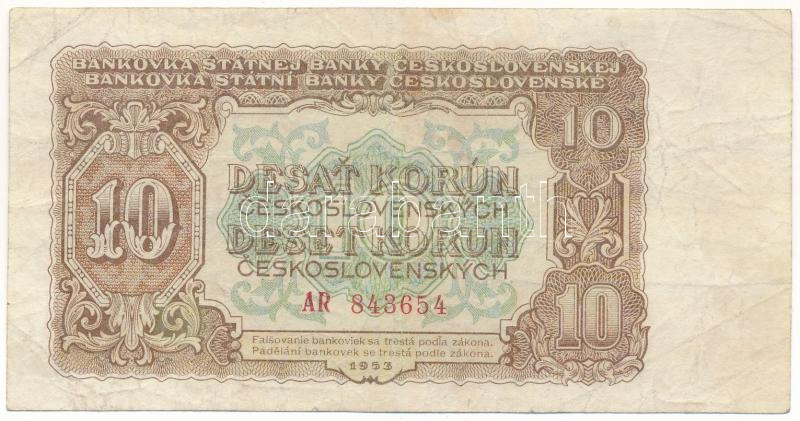 BANKOVKA ŠTÁTNEJ BANKY ČESKOSLOVENSKEJ
BANKOVKA STÁTNÍ BANKY ČESKOSLOVENSKÉ
10
10
DESAŤ KORÚN
ČESKOSLOVENSKÝCH
DESET KORUN
ČESKOSLOVENSKÝCH
AR 843654
10
Falšovanie bankoviek sa trestá podľa zákona.
Padělání bankovek se trestá podle zákona.
1953
darabanth